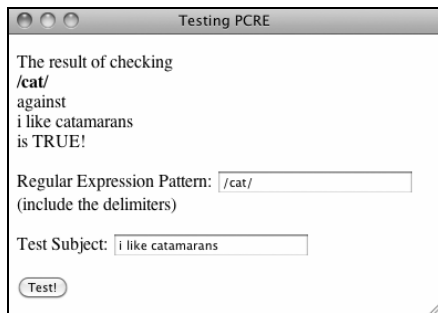 Testing PCRE
The result of checking
/cat/
against
i like catamarans
is TRUE!
Regular Expression Pattern: /cat/
(include the delimiters)
Test Subject: i like catamarans
Test!